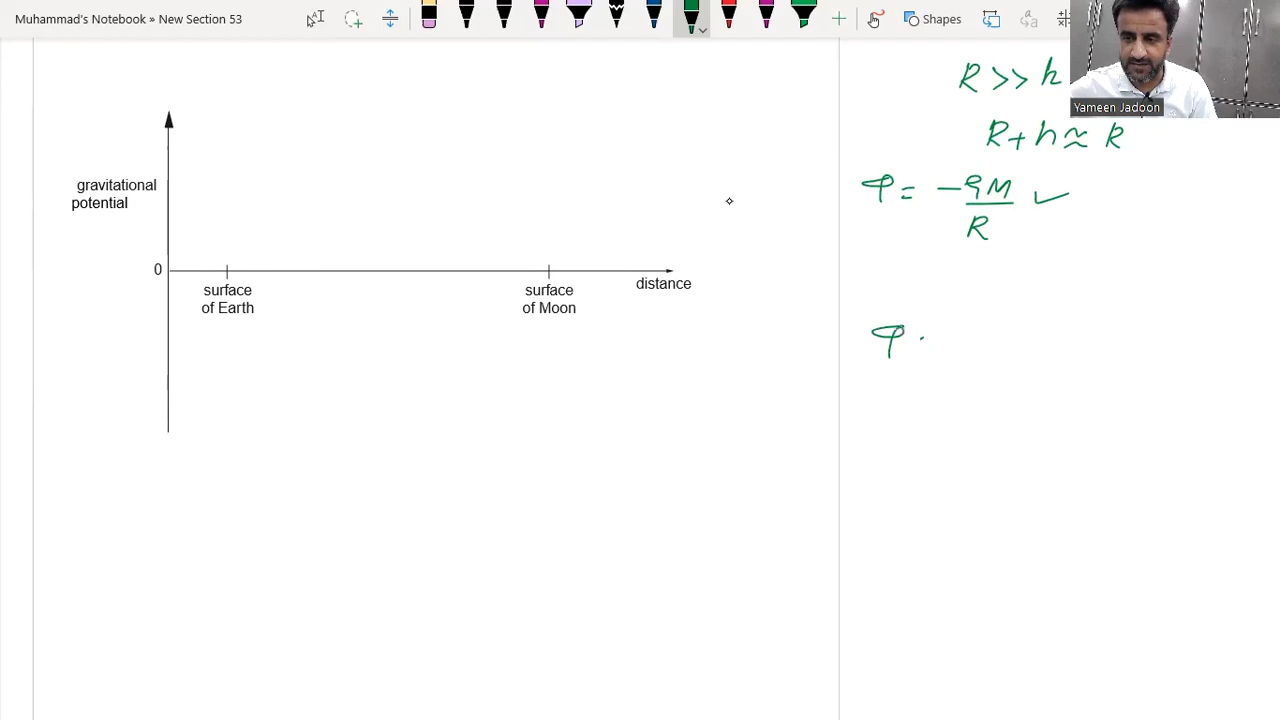 Muhammad's Notebook » New Section 53
Shapes
Yameen Jadoon
R >> h
R + h ≈ R
φ = -GM/R ✓
φ
gravitational
potential
0
surface
of Earth
surface
of Moon
distance